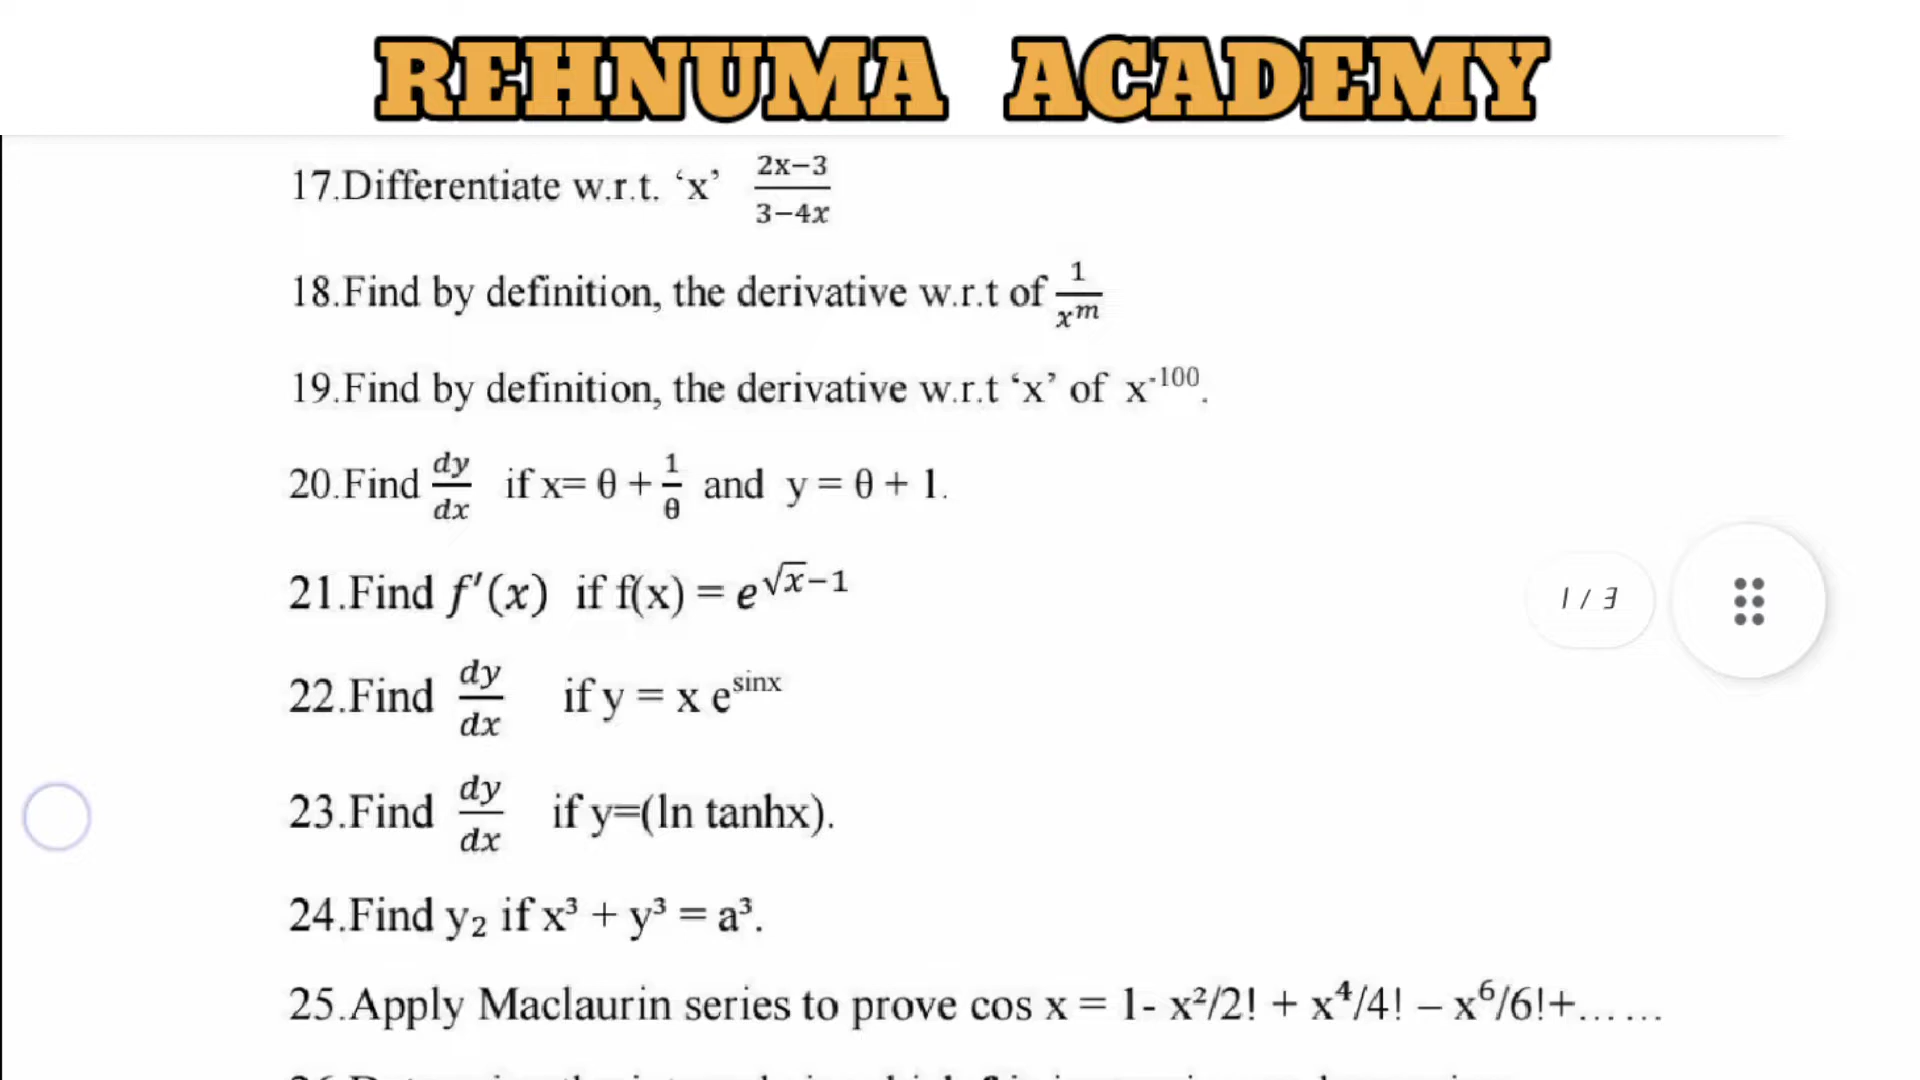 REHNUMA ACADEMY
17.Differentiate w.r.t. ‘x’ (2x−3)/(3−4x)
18.Find by definition, the derivative w.r.t of 1/xᵐ
19.Find by definition, the derivative w.r.t ‘x’ of x⁻¹⁰⁰.
20.Find dy/dx if x= θ + 1/θ and y = θ + 1.
21.Find f′(x) if f(x) = e^(√x−1)
1 / 3
22.Find dy/dx if y = x e^sinx
23.Find dy/dx if y=(ln tanhx).
24.Find y₂ if x³ + y³ = a³.
25.Apply Maclaurin series to prove cos x = 1- x²/2! + x⁴/4! – x⁶/6!+……